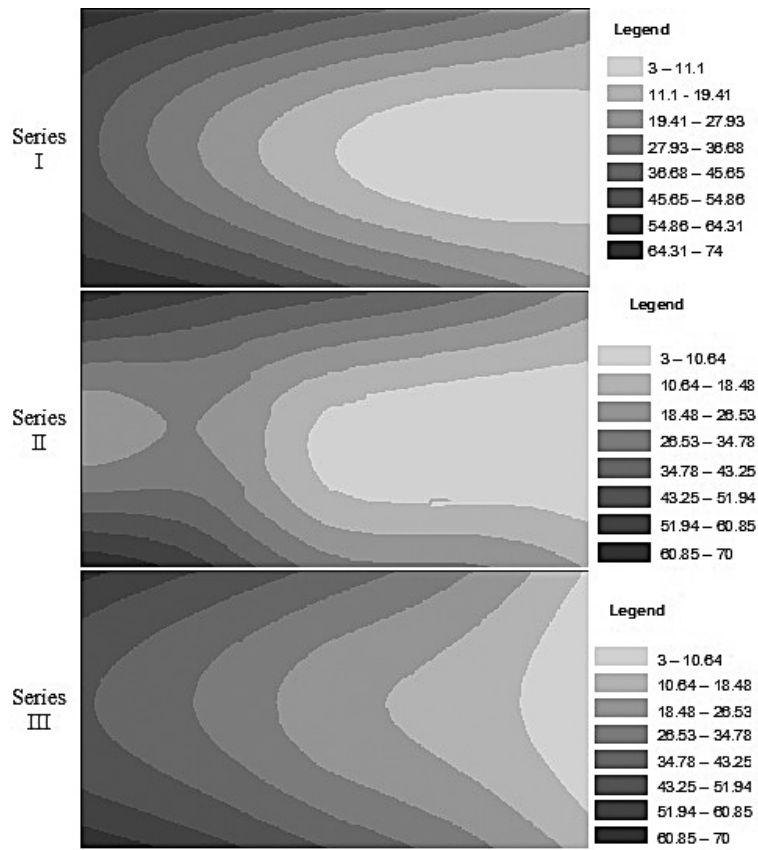 Legend
3 – 11.1
11.1 - 19.41
19.41 – 27.93
27.93 – 36.68
36.68 – 45.65
45.65 – 54.86
54.86 – 64.31
64.31 – 74
Series
I
Legend
3 – 10.64
10.64 – 18.48
18.48 – 26.53
26.53 – 34.78
34.78 – 43.25
43.25 – 51.94
51.94 – 60.85
60.85 – 70
Series
II
Legend
3 – 10.64
10.64 – 18.48
18.48 – 26.53
26.53 – 34.78
34.78 – 43.25
43.25 – 51.94
51.94 – 60.85
60.85 – 70
Series
III